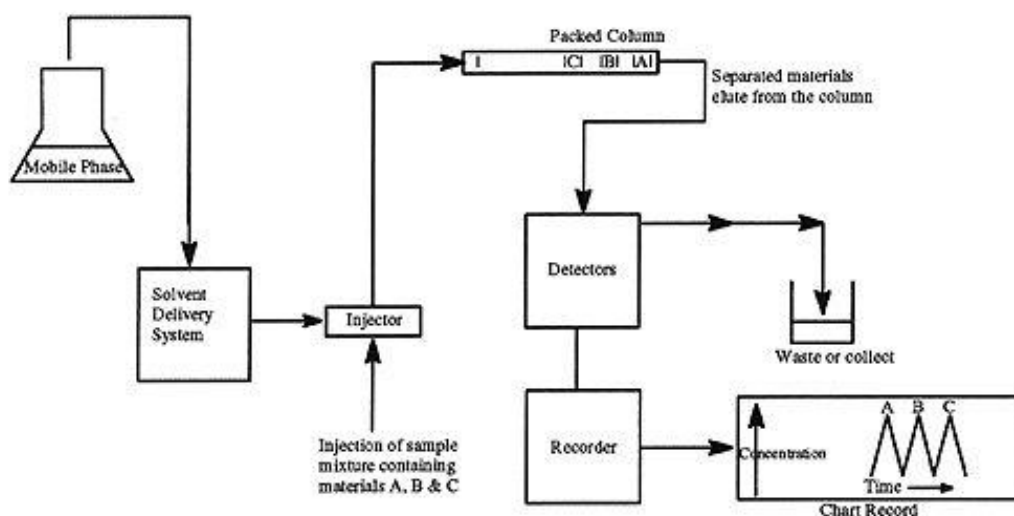 Packed Column
|C| |B| |A|
Separated materials
elute from the column
Mobile Phase
Solvent
Delivery
System
Injector
Detectors
Waste or collect
Injection of sample
mixture containing
materials A, B & C
Recorder
A B C
Concentration
Time
Chart Record